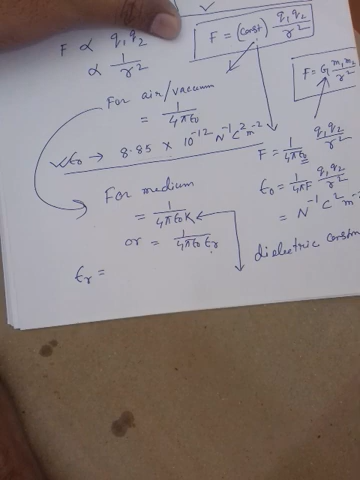 F ∝ q₁q₂
∝ 1/r²
F = (const) q₁q₂/r²
F = G m₁m₂/r²
For air/vacuum
= 1/4πε₀
ε₀ → 8.85 × 10⁻¹² N⁻¹C²m⁻²
F = 1/4πε₀ q₁q₂/r²
ε₀ = 1/4πF q₁q₂/r²
= N⁻¹C²m⁻
For medium
= 1/4πε₀K
or = 1/4πε₀εr
dielectric constn
εr =